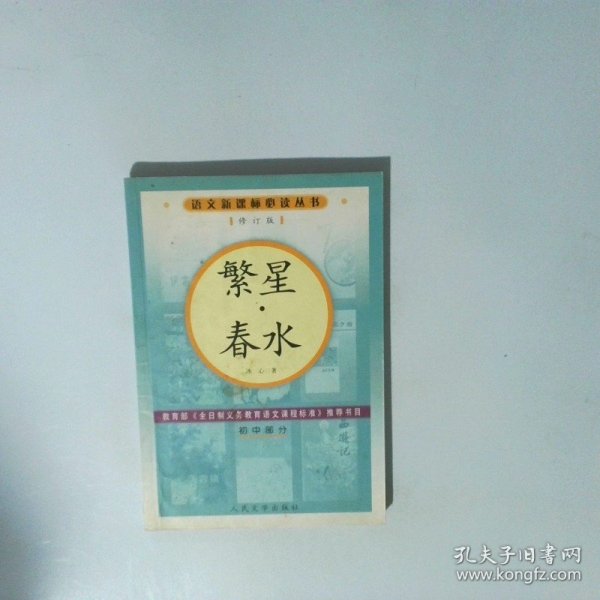 语文新课标必读丛书
修订版
繁星
·
春水
冰心 著
教育部《全日制义务教育语文课程标准》推荐书目
初中部分
西游记
人民文学出版社
孔夫子旧书网
www.kongfz.com